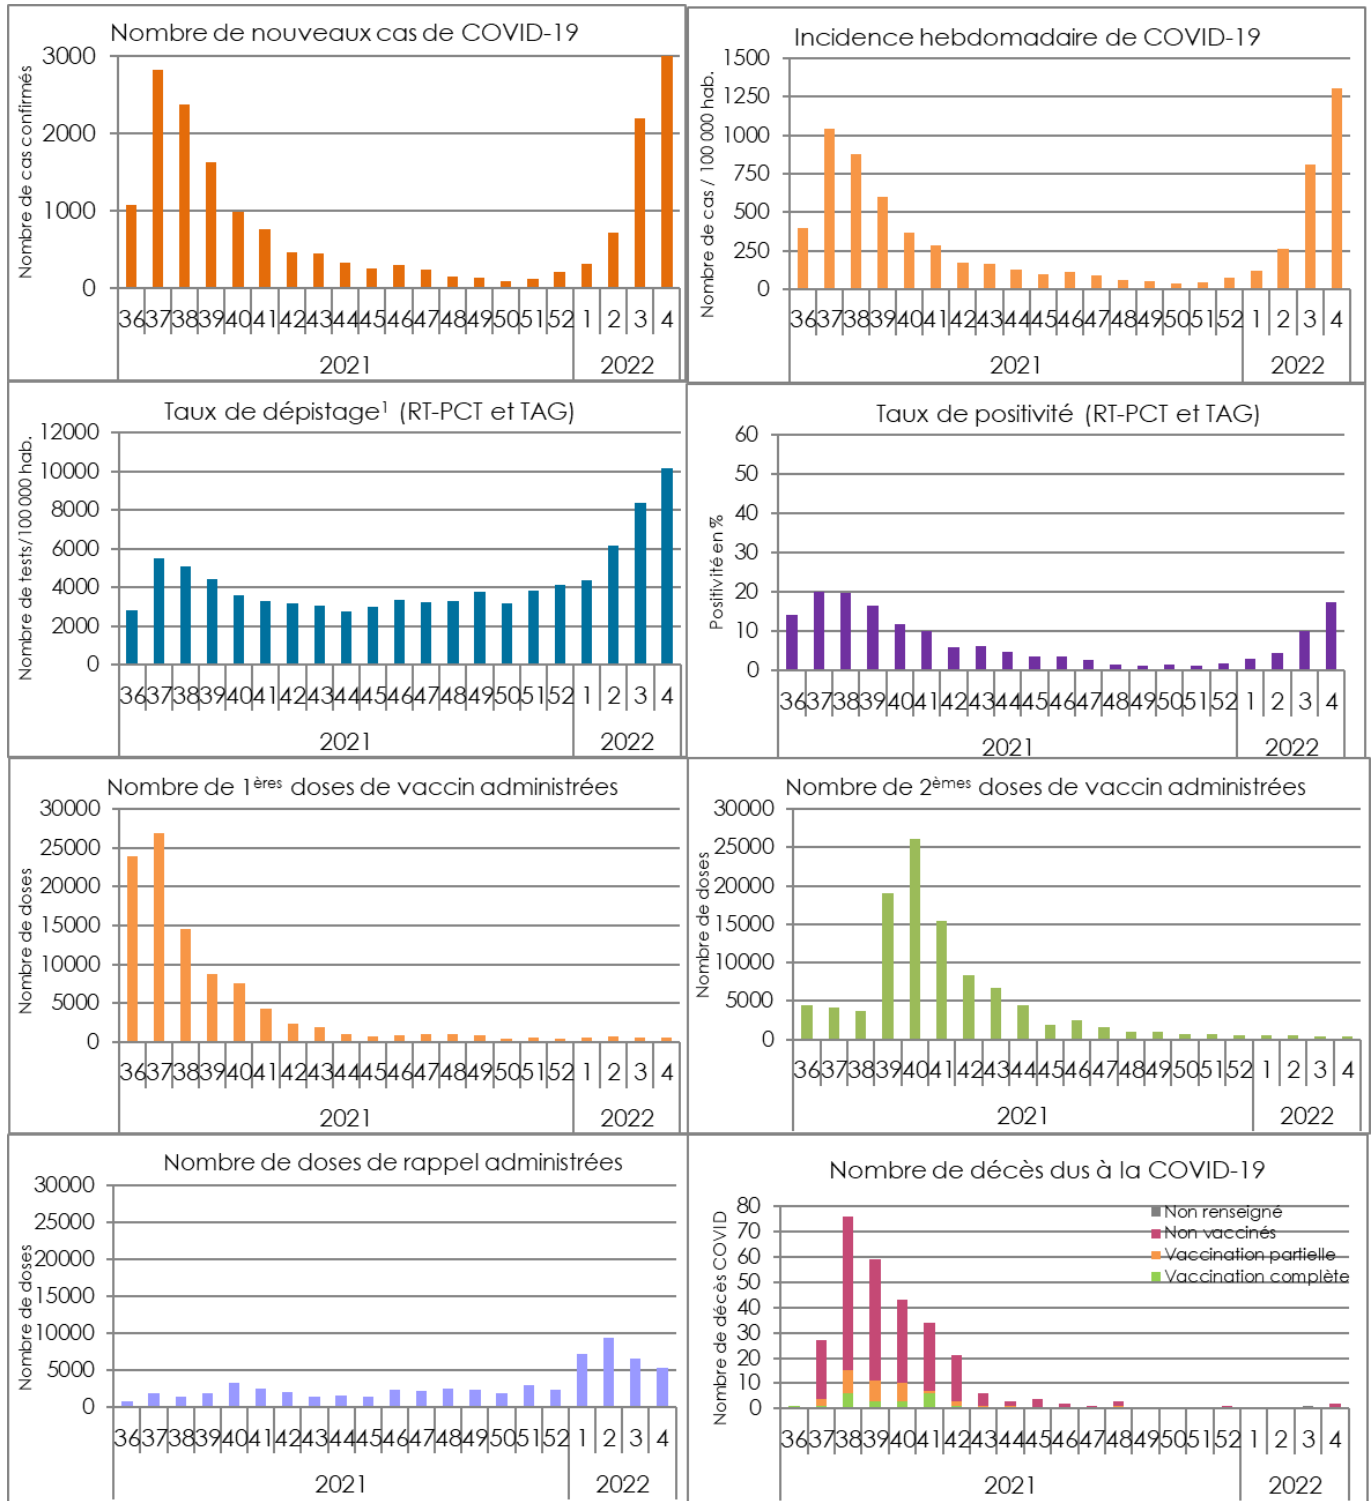 Nombre de nouveaux cas de COVID-19
Nombre de cas confirmés
3000
2000
1000
0
36 37 38 39 40 41 42 43 44 45 46 47 48 49 50 51 52 1 2 3 4
2021 2022
Incidence hebdomadaire de COVID-19
Nombre de cas / 100 000 hab.
1500
1250
1000
750
500
250
0
36 37 38 39 40 41 42 43 44 45 46 47 48 49 50 51 52 1 2 3 4
2021 2022
Taux de dépistage¹ (RT-PCT et TAG)
Nombre de tests/100 000 hab.
12000
10000
8000
6000
4000
2000
0
36 37 38 39 40 41 42 43 44 45 46 47 48 49 50 51 52 1 2 3 4
2021 2022
Taux de positivité (RT-PCT et TAG)
Positivité en %
60
50
40
30
20
10
0
36 37 38 39 40 41 42 43 44 45 46 47 48 49 50 51 52 1 2 3 4
2021 2022
Nombre de 1ères doses de vaccin administrées
Nombre de doses
30000
25000
20000
15000
10000
5000
0
36 37 38 39 40 41 42 43 44 45 46 47 48 49 50 51 52 1 2 3 4
2021 2022
Nombre de 2èmes doses de vaccin administrées
Nombre de doses
30000
25000
20000
15000
10000
5000
0
36 37 38 39 40 41 42 43 44 45 46 47 48 49 50 51 52 1 2 3 4
2021 2022
Nombre de doses de rappel administrées
Nombre de doses
30000
25000
20000
15000
10000
5000
0
36 37 38 39 40 41 42 43 44 45 46 47 48 49 50 51 52 1 2 3 4
2021 2022
Nombre de décès dus à la COVID-19
Nombre de décès COVID
80
70
60
50
40
30
20
10
0
Non renseigné
Non vaccinés
Vaccination partielle
Vaccination complète
36 37 38 39 40 41 42 43 44 45 46 47 48 49 50 51 52 1 2 3 4
2021 2022